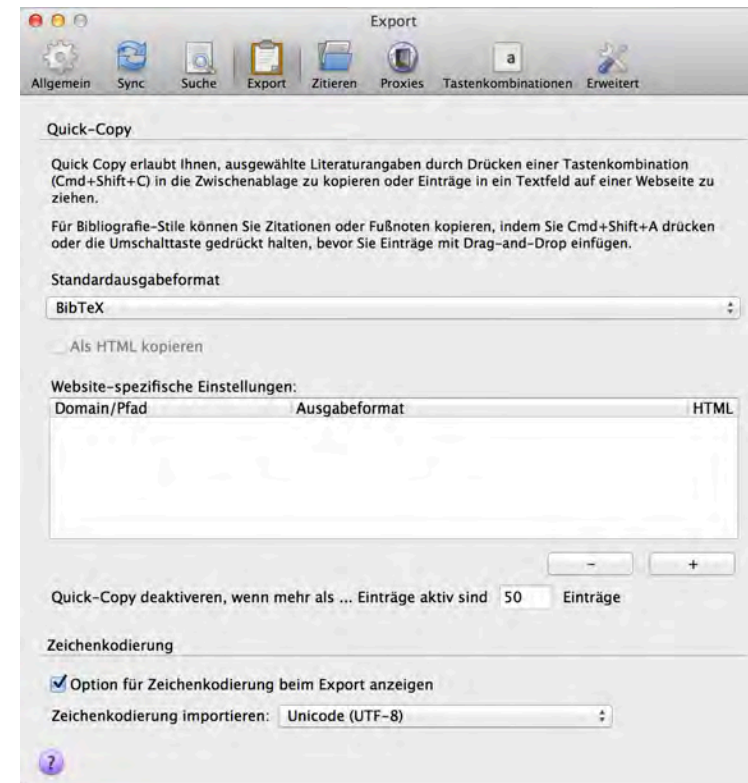 Export
Allgemein Sync Suche Export Zitieren Proxies a Tastenkombinationen Erweitert
Quick-Copy
Quick Copy erlaubt Ihnen, ausgewählte Literaturangaben durch Drücken einer Tastenkombination
(Cmd+Shift+C) in die Zwischenablage zu kopieren oder Einträge in ein Textfeld auf einer Webseite zu
ziehen.
Für Bibliografie-Stile können Sie Zitationen oder Fußnoten kopieren, indem Sie Cmd+Shift+A drücken
oder die Umschalttaste gedrückt halten, bevor Sie Einträge mit Drag-and-Drop einfügen.
Standardausgabeformat
BibTeX
Als HTML kopieren
Website-spezifische Einstellungen:
Domain/Pfad Ausgabeformat HTML
- +
Quick-Copy deaktiveren, wenn mehr als ... Einträge aktiv sind 50 Einträge
Zeichenkodierung
Option für Zeichenkodierung beim Export anzeigen
Zeichenkodierung importieren: Unicode (UTF-8)
?